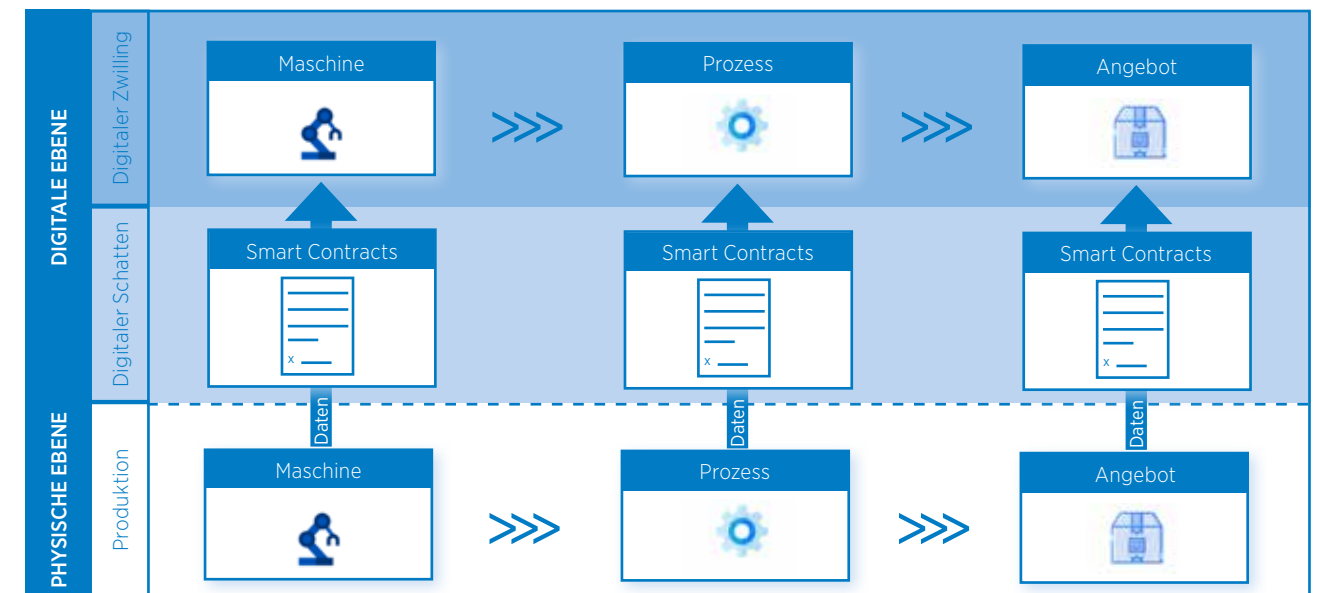 DIGITALE EBENE
Digitaler Zwilling
Maschine
Prozess
Angebot
Digitaler Schatten
Smart Contracts
x
Smart Contracts
x
Smart Contracts
x
Daten
Daten
Daten
PHYSISCHE EBENE
Produktion
Maschine
Prozess
Angebot